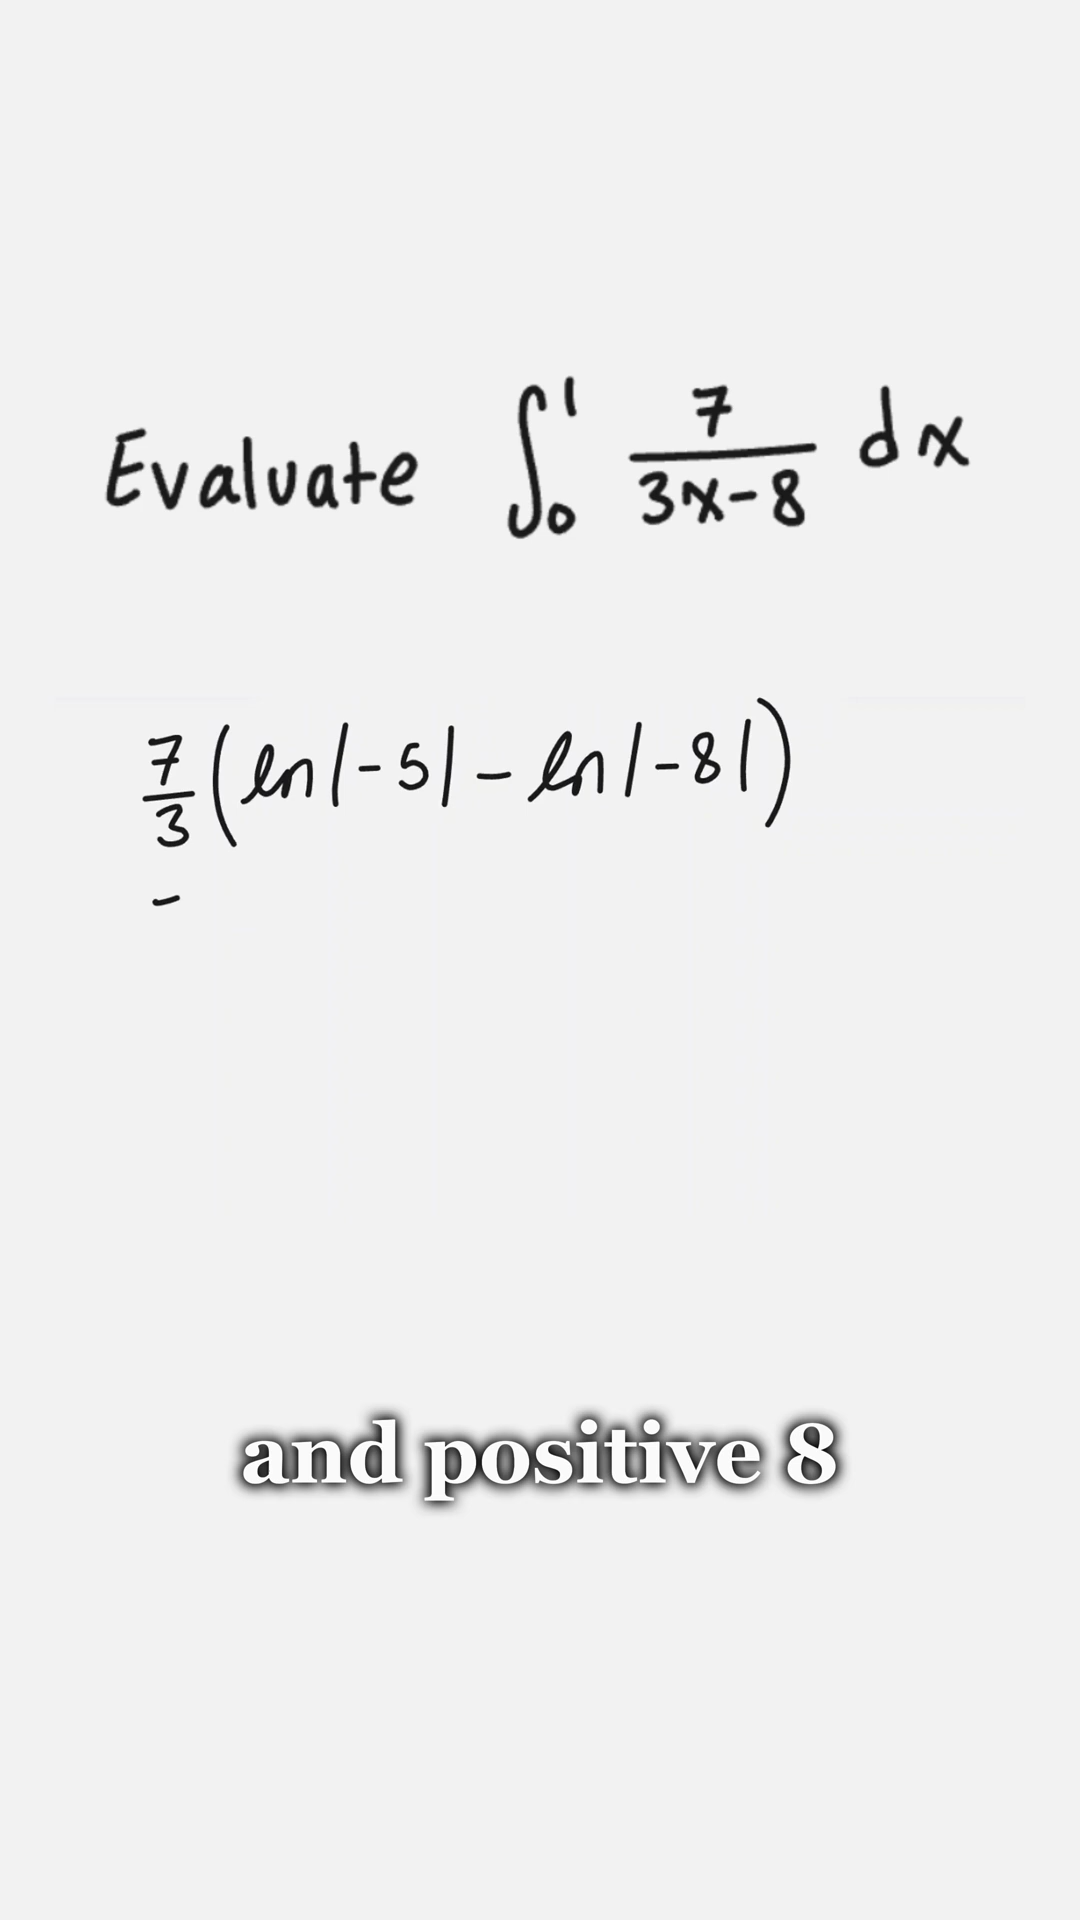 Evaluate ∫₀¹ 7/(3x-8) dx
7/3 (ln|-5| - ln|-8|)
-
and positive 8